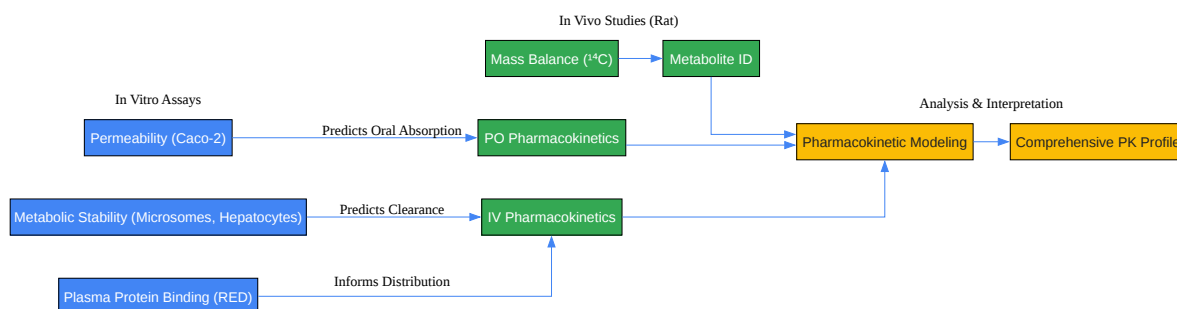 In Vivo Studies (Rat)
Mass Balance (¹⁴C)
Metabolite ID
In Vitro Assays
Analysis & Interpretation
Permeability (Caco-2)
Predicts Oral Absorption
PO Pharmacokinetics
Pharmacokinetic Modeling
Comprehensive PK Profile
Metabolic Stability (Microsomes, Hepatocytes)
Predicts Clearance
IV Pharmacokinetics
Informs Distribution
Plasma Protein Binding (RED)